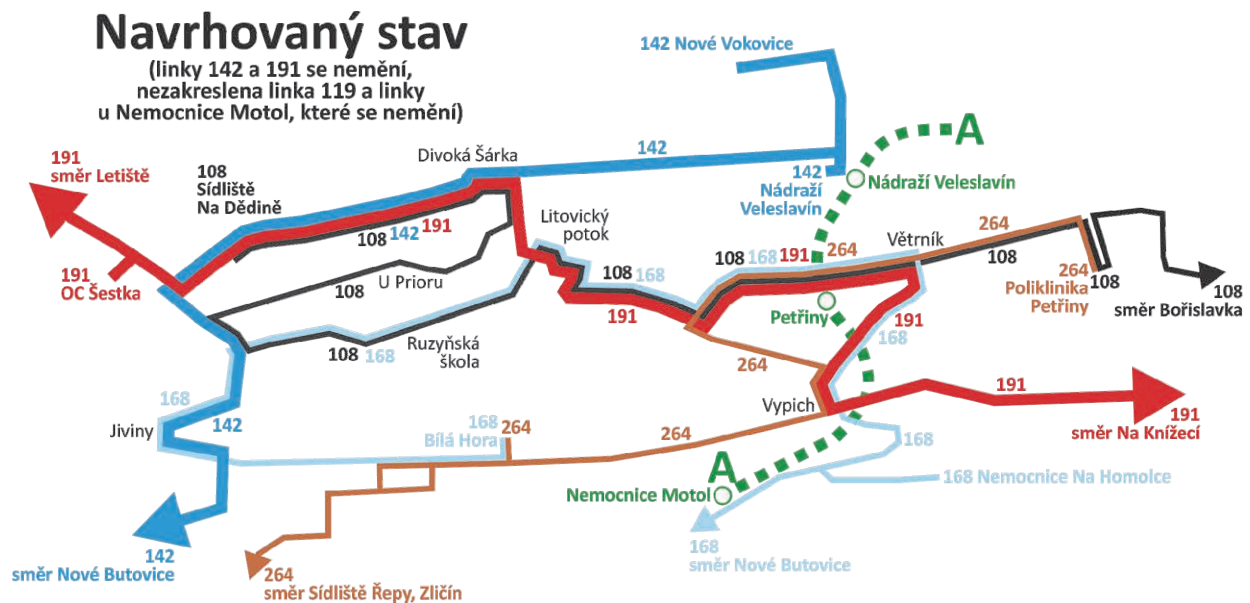 Navrhovaný stav
(linky 142 a 191 se nemění,
nezakreslena linka 119 a linky
u Nemocnice Motol, které se nemění)
142 Nové Vokovice
A
191
směr Letiště
108
Sídliště
Na Dědině
Divoká Šárka
142
142
Nádraží
Veleslavín
Nádraží Veleslavín
Litovický
potok
108 142 191
191
OC Šestka
U Prioru
108
108 168
191
108 168 191 264
Větrník
264
108
264
Poliklinika
Petřiny
108
108
směr Bořislavka
Petřiny
108 168
Ruzyňská
škola
191
168
264
Vypich
191
191
směr Na Knížecí
168
142
Jiviny
168
Bílá Hora
264
264
168
A
Nemocnice Motol
168 Nemocnice Na Homolce
142
směr Nové Butovice
264
směr Sídliště Řepy, Zličín
168
směr Nové Butovice